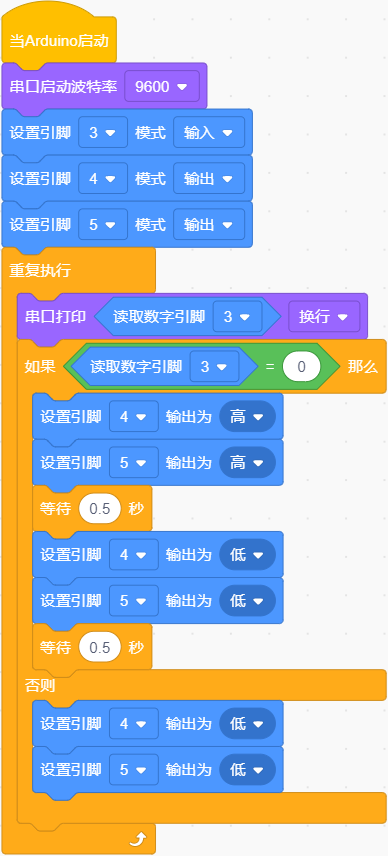 当Arduino启动
串口启动波特率 9600
设置引脚 3 模式 输入
设置引脚 4 模式 输出
设置引脚 5 模式 输出
重复执行
串口打印 读取数字引脚 3 换行
如果 读取数字引脚 3 = 0 那么
设置引脚 4 输出为 高
设置引脚 5 输出为 高
等待 0.5 秒
设置引脚 4 输出为 低
设置引脚 5 输出为 低
等待 0.5 秒
否则
设置引脚 4 输出为 低
设置引脚 5 输出为 低